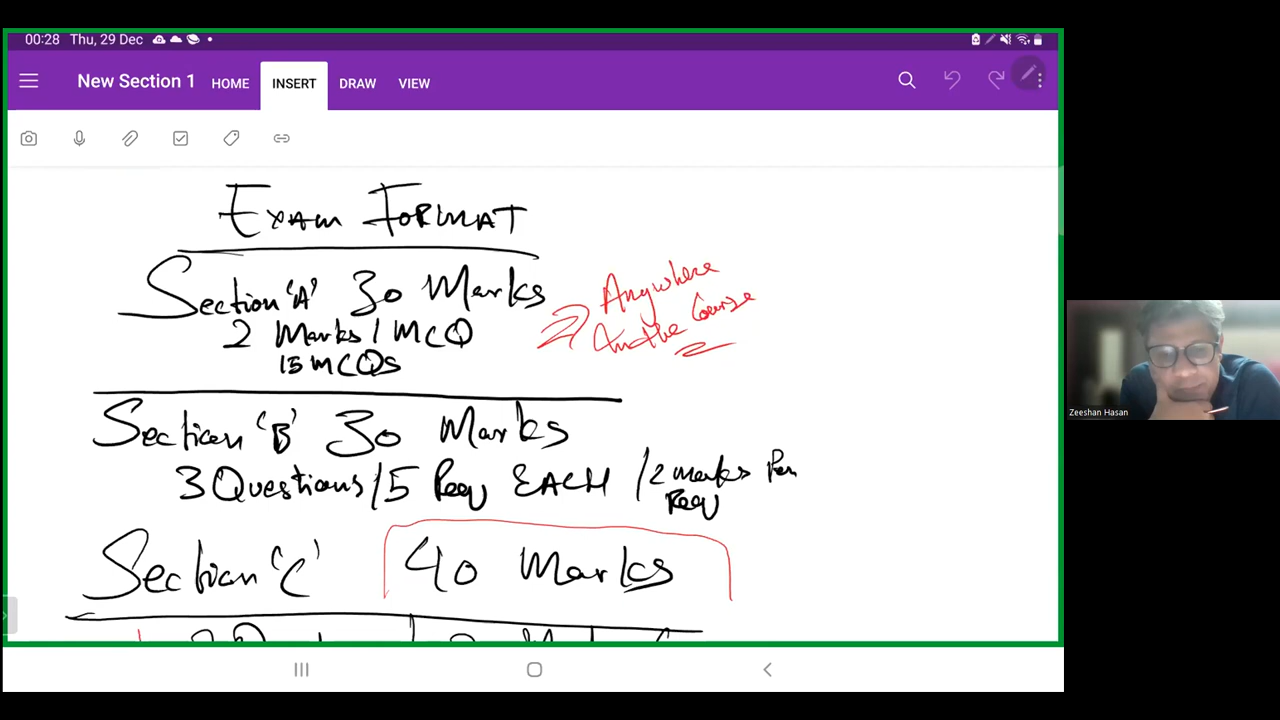 00:28 Thu, 29 Dec
New Section 1 HOME INSERT DRAW VIEW
EXAM FORMAT
Section 'A' 30 Marks
2 Marks / MCQ
15 MCQs
Anywhere
In the Course
Section 'B' 30 Marks
3 Questions / 5 Req EACH / 2 marks Per
Req
Section 'C' 40 Marks
Zeeshan Hasan